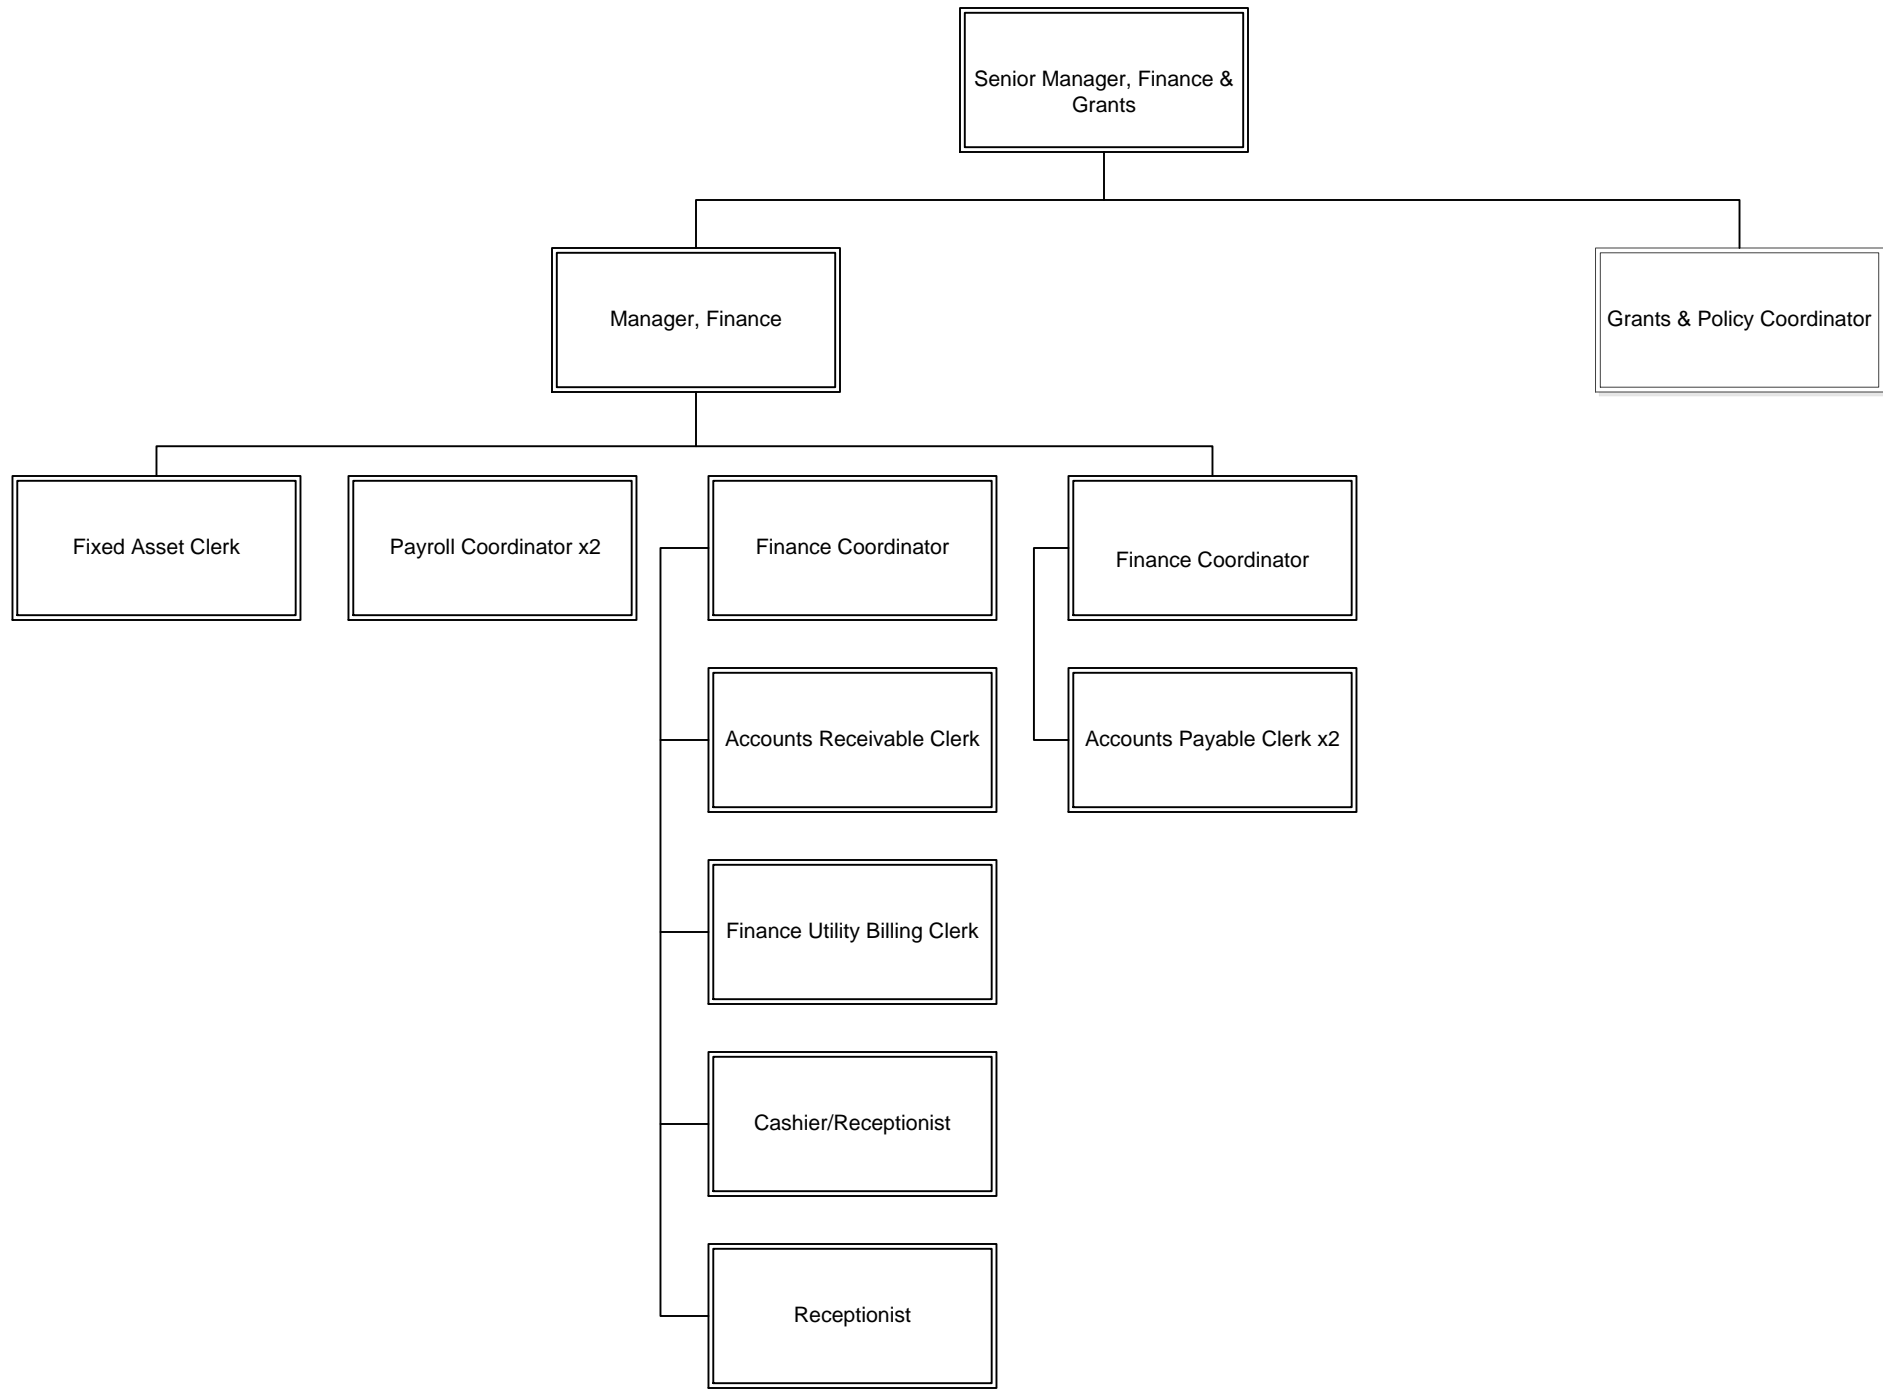 Senior Manager, Finance &
Grants
Manager, Finance
Grants & Policy Coordinator
Fixed Asset Clerk
Payroll Coordinator x2
Finance Coordinator
Finance Coordinator
Accounts Receivable Clerk
Accounts Payable Clerk x2
Finance Utility Billing Clerk
Cashier/Receptionist
Receptionist